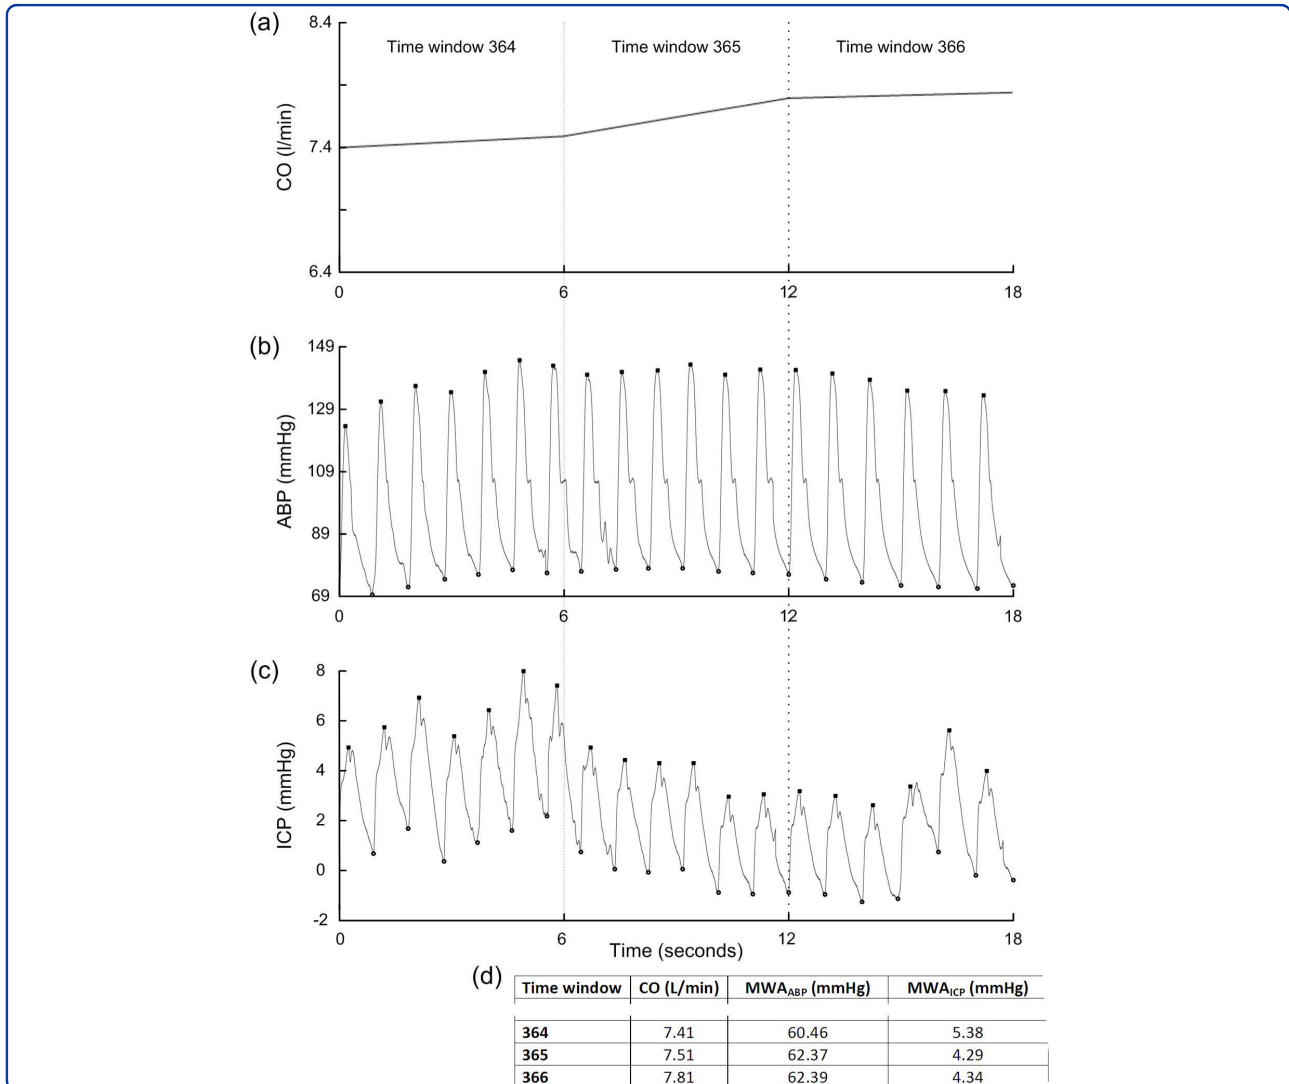 (a)
8.4
Time window 364 Time window 365 Time window 366
CO (l/min)
7.4
6.4
0 6 12 18
(b)
149
129
ABP (mmHg)
109
89
69
0 6 12 18
(c)
8
6
ICP (mmHg)
4
2
0
-2
0 6 12 18
Time (seconds)
(d)
Time window CO (L/min) MWAABP (mmHg) MWAICP (mmHg)
364 7.41 60.46 5.38
365 7.51 62.37 4.29
366 7.81 62.39 4.34